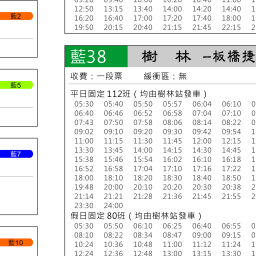 12:50 13:15 13:40 14:00 14:20 14:40
16:20 16:40 17:00 17:20 17:40 18:00
19:50 20:15 20:40 21:15 21:45 22:15
藍2
藍5
藍7
藍10
藍38 樹 林 ─板橋捷
收費：一段票 緩衝區：無
平日固定112班（均由樹林站發車）
05:30 05:40 05:50 05:57 06:04 06:10
06:40 06:46 06:52 06:58 07:04 07:10
07:43 07:50 07:58 08:06 08:14 08:22
09:02 09:10 09:20 09:30 09:42 09:54
11:00 11:15 11:30 11:45 12:00 12:15
13:30 13:45 14:00 14:15 14:30 14:45
15:38 15:46 15:54 16:02 16:10 16:18
16:52 16:58 17:04 17:10 17:16 17:22
18:00 18:10 18:20 18:30 18:40 18:50
19:48 20:00 20:10 20:20 20:30 20:38
21:14 21:21 21:28 21:36 21:45 21:55
23:30 24:00
假日固定80班（均由樹林站發車）
05:30 05:50 06:10 06:25 06:40 06:55
08:10 08:22 08:34 08:47 09:00 09:15
10:24 10:36 10:48 11:00 11:12 11:24
12:24 12:36 12:48 13:00 13:15 13:30